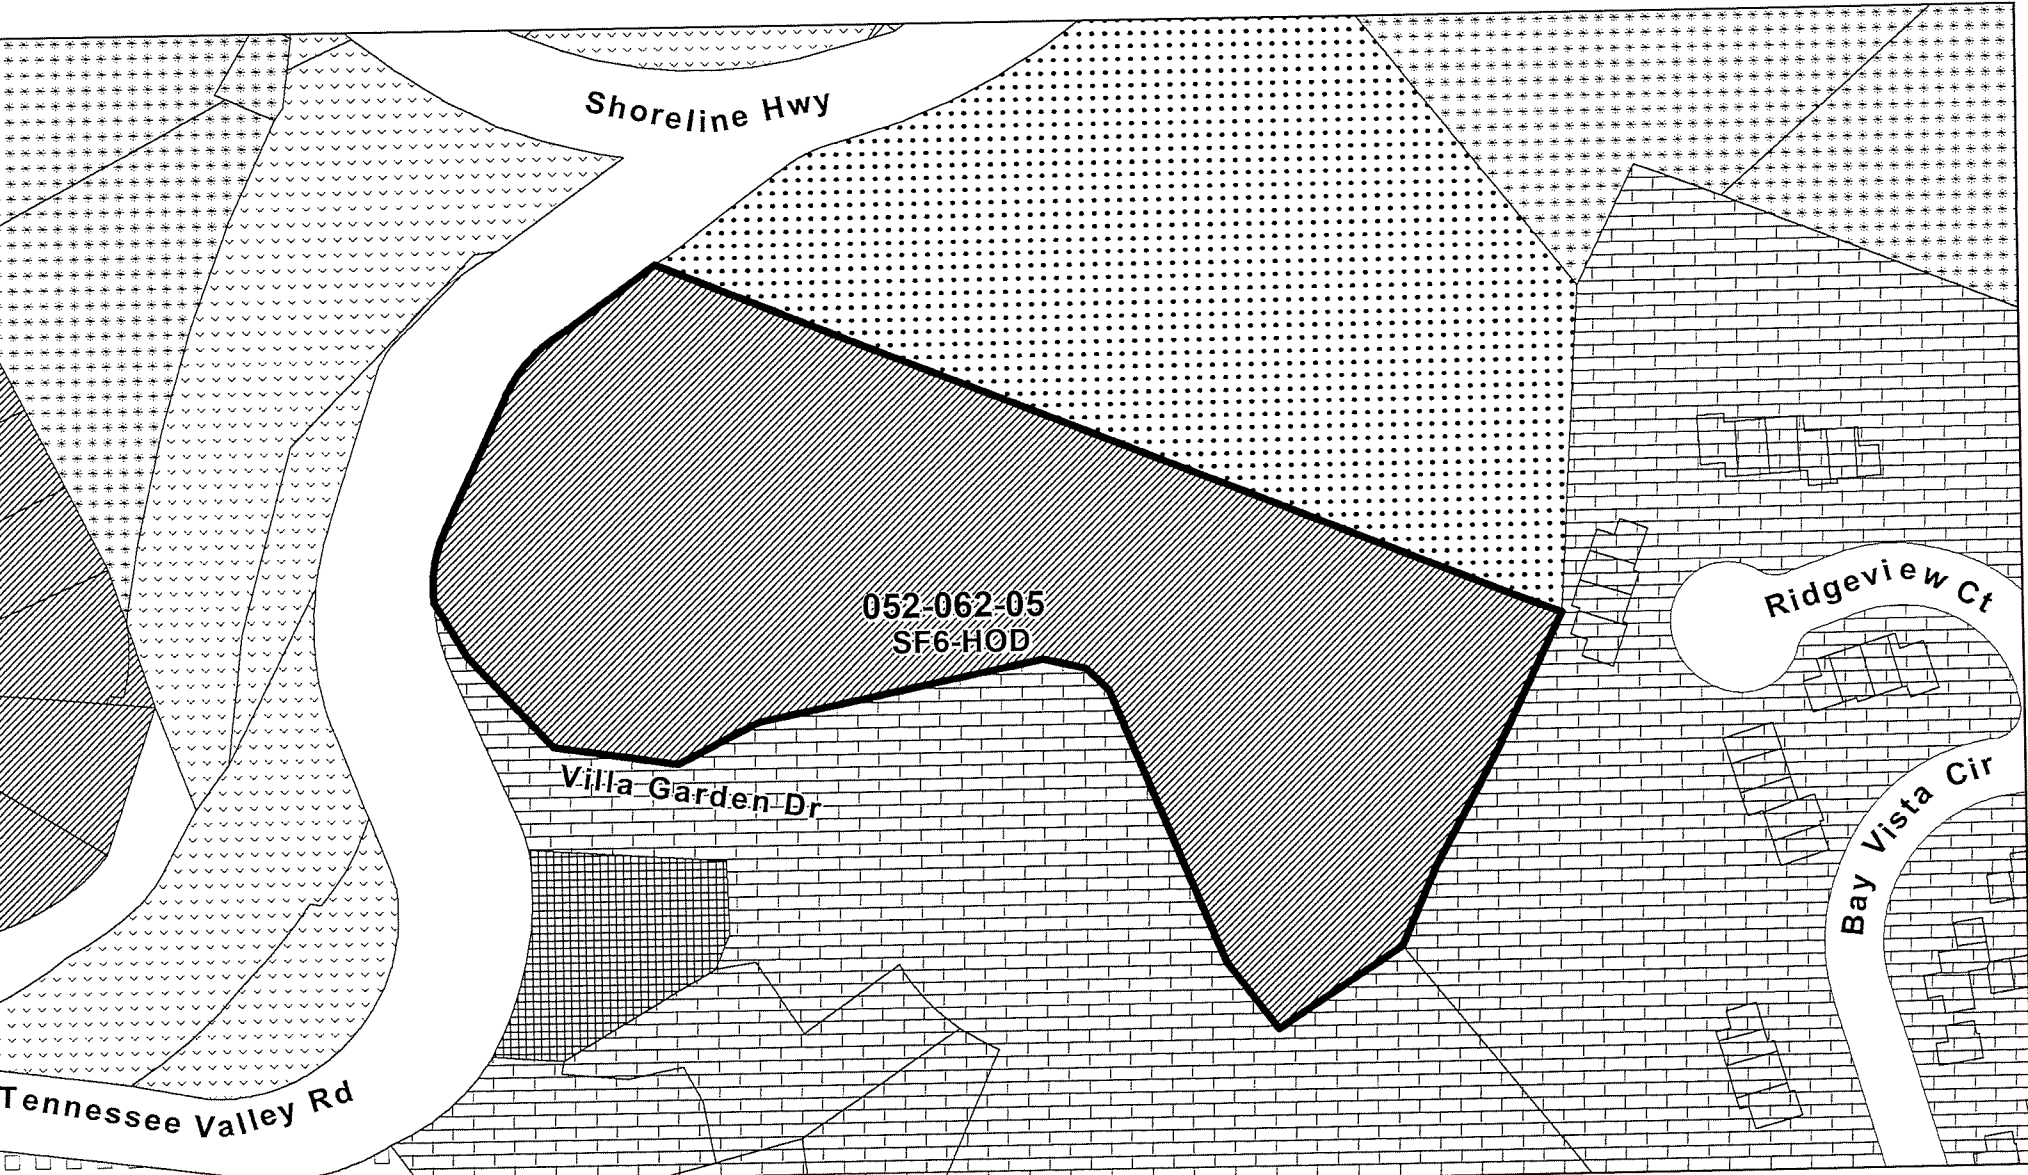 Shoreline Hwy
052-062-05
SF6-HOD
Ridgeview Ct
Villa Garden Dr
Bay Vista Cir
Tennessee Valley Rd